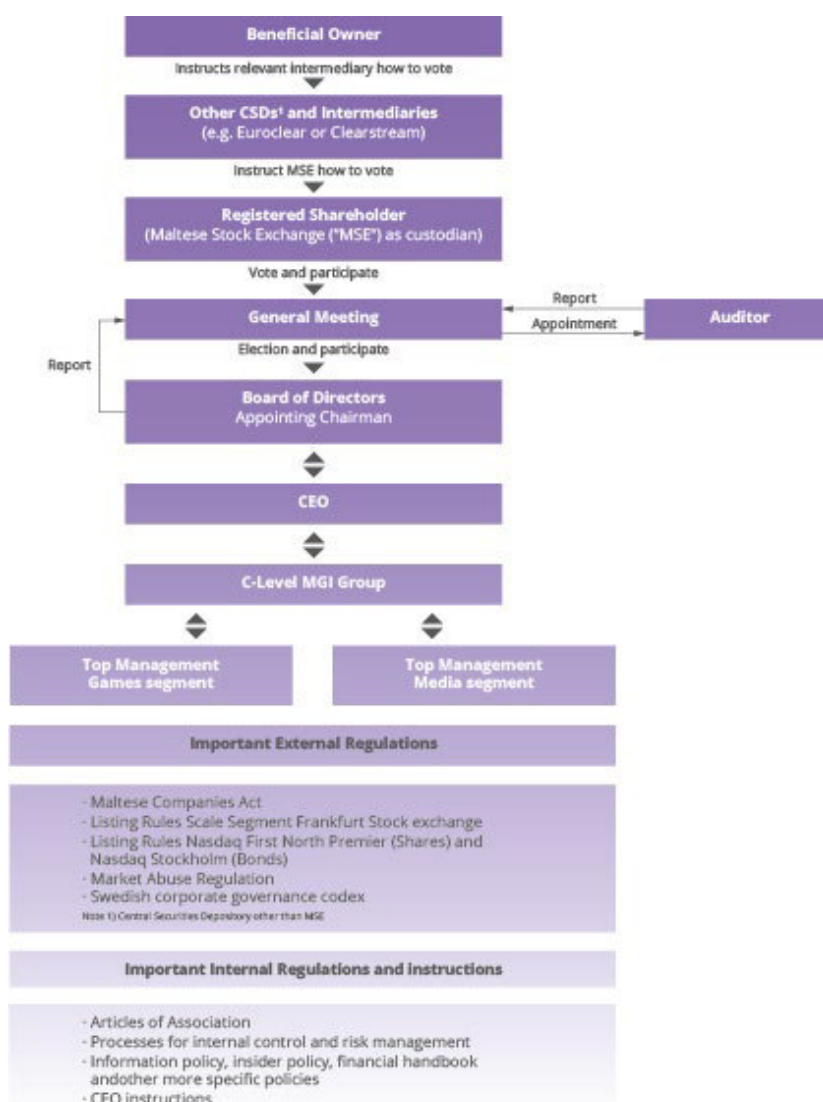 Beneficial Owner
Instructs relevant intermediary how to vote
Other CSDs¹ and Intermediaries
(e.g. Euroclear or Clearstream)
Instruct MSE how to vote
Registered Shareholder
(Maltese Stock Exchange ("MSE") as custodian)
Vote and participate
General Meeting
Report
Appointment
Auditor
Election and participate
Report
Board of Directors
Appointing Chairman
CEO
C-Level MGI Group
Top Management
Games segment
Top Management
Media segment
Important External Regulations
- Maltese Companies Act
- Listing Rules Scale Segment Frankfurt Stock exchange
- Listing Rules Nasdaq First North Premier (Shares) and
Nasdaq Stockholm (Bonds)
- Market Abuse Regulation
- Swedish corporate governance codex
Note 1) Central Securities Depository other than MSE
Important Internal Regulations and instructions
- Articles of Association
- Processes for internal control and risk management
- Information policy, insider policy, financial handbook
andother more specific policies
- CEO instructions